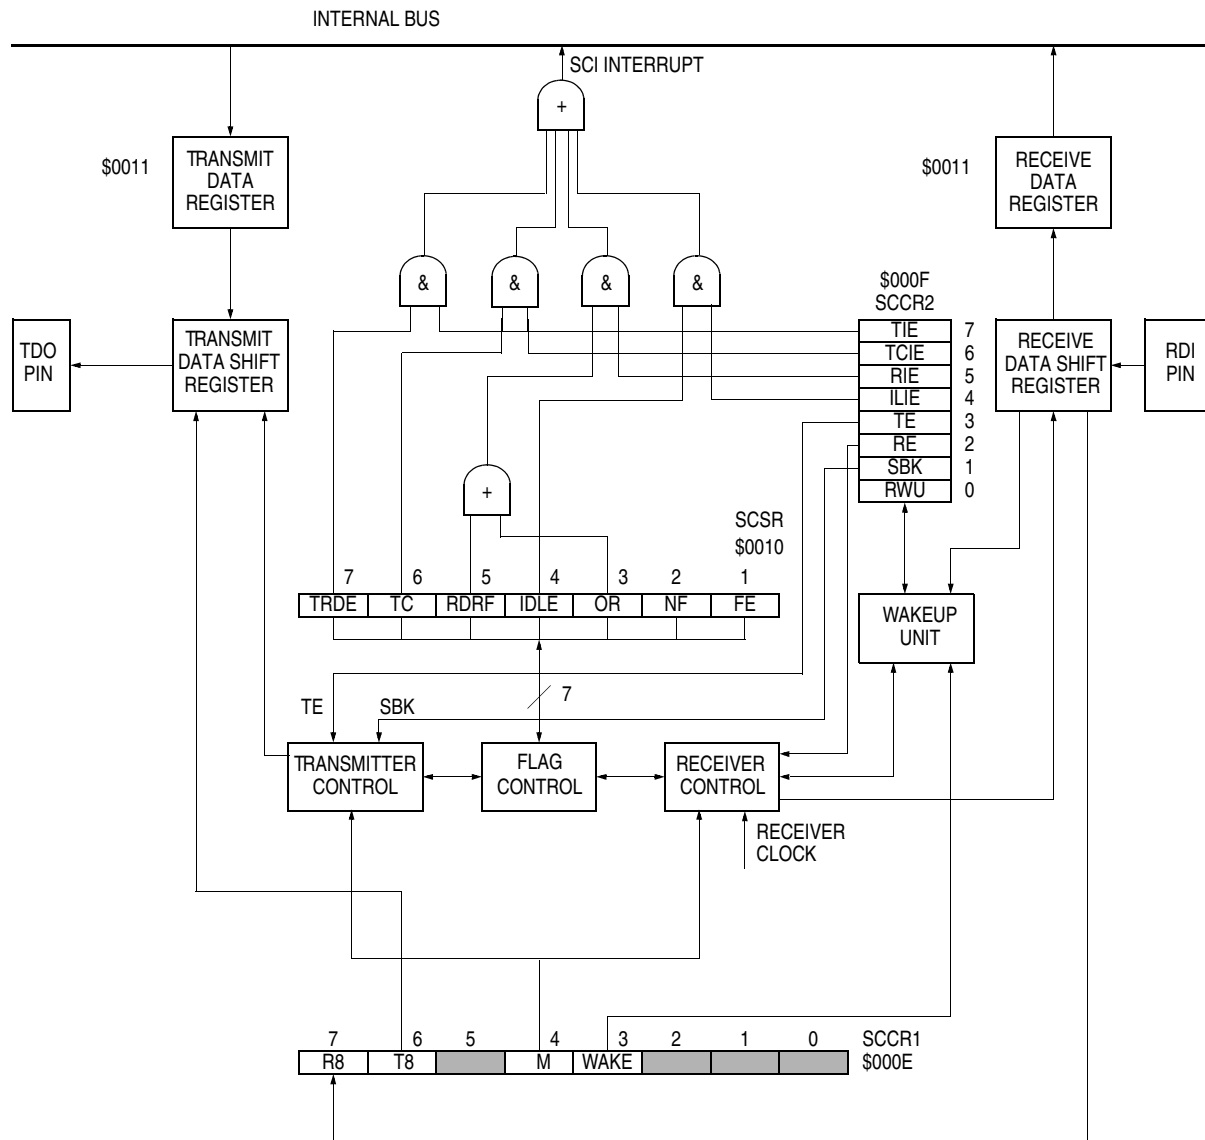 INTERNAL BUS
SCI INTERRUPT
+
$0011
TRANSMIT
DATA
REGISTER
$0011
RECEIVE
DATA
REGISTER
&
&
&
&
$000F
SCCR2
TDO
PIN
TRANSMIT
DATA SHIFT
REGISTER
TIE 7
TCIE 6
RIE 5
ILIE 4
TE 3
RE 2
SBK 1
RWU 0
RECEIVE
DATA SHIFT
REGISTER
RDI
PIN
+
SCSR
$0010
7 6 5 4 3 2 1
TRDE TC RDRF IDLE OR NF FE
WAKEUP
UNIT
7
TE
SBK
TRANSMITTER
CONTROL
FLAG
CONTROL
RECEIVER
CONTROL
RECEIVER
CLOCK
7 6 5 4 3 2 1 0 SCCR1
R8 T8 M WAKE $000E